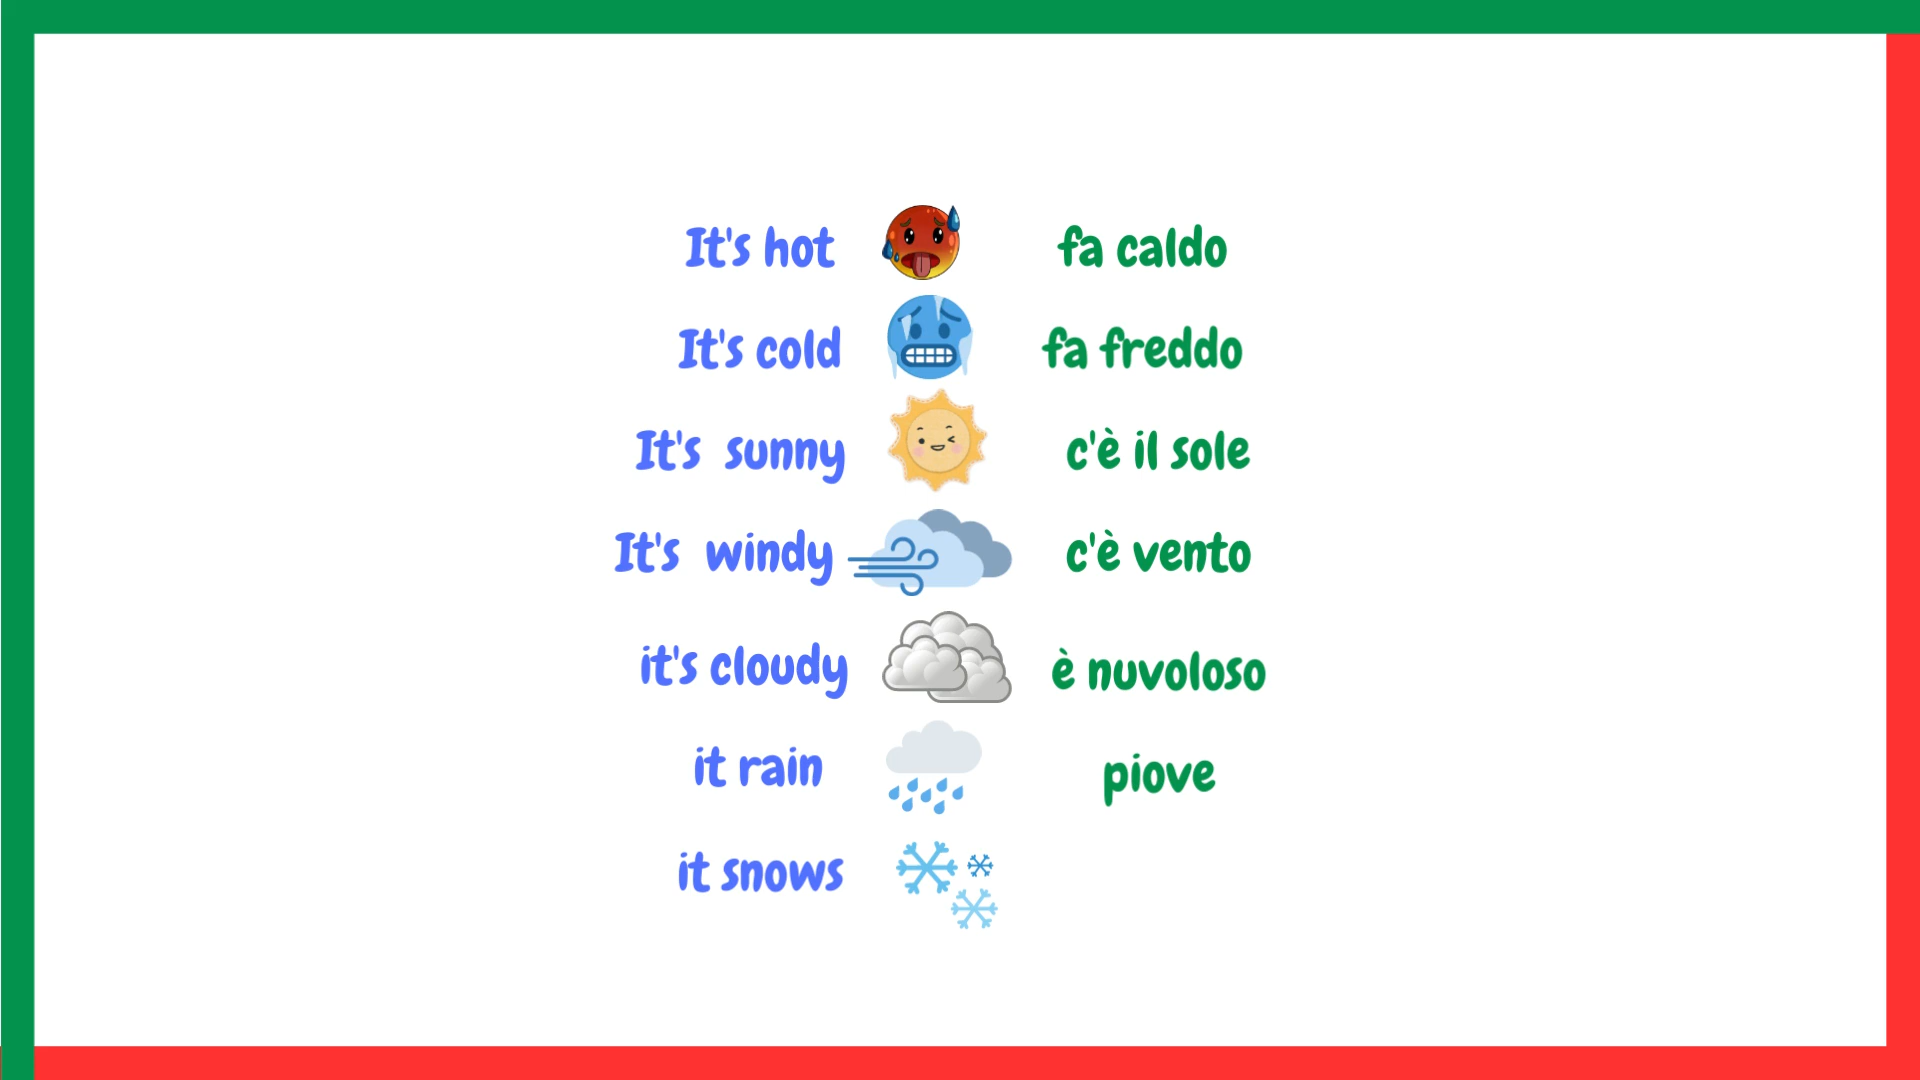 It's hot fa caldo
It's cold fa freddo
It's sunny c'è il sole
It's windy c'è vento
it's cloudy è nuvoloso
it rain piove
it snows